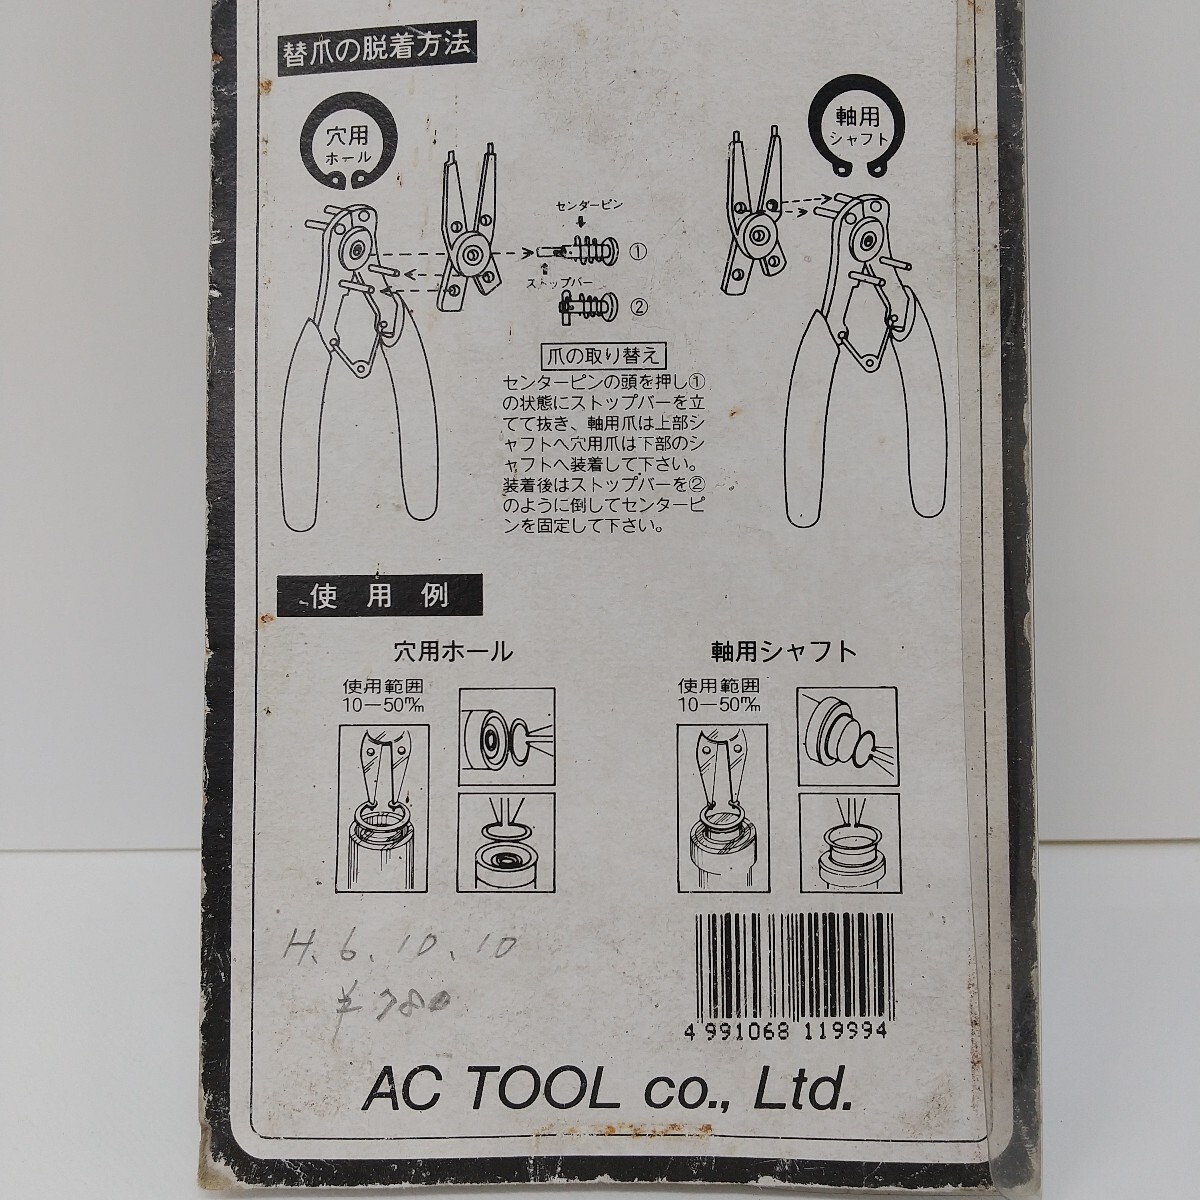 替爪の脱着方法
穴用
ホール
軸用
シャフト
センターピン
①
ストップバー
②
爪の取り替え
センターピンの頭を押し①
の状態にストップバーを立
てて抜き、軸用爪は上部シ
ャフトへ穴用爪は下部のシ
ャフトへ装着して下さい。
装着後はストップバーを②
のように倒してセンターピ
ンを固定して下さい。
使用例
穴用ホール
使用範囲
10―50m/m
軸用シャフト
使用範囲
10―50m/m
H.6.10.10
¥780
4 991068 119994
AC TOOL co., Ltd.